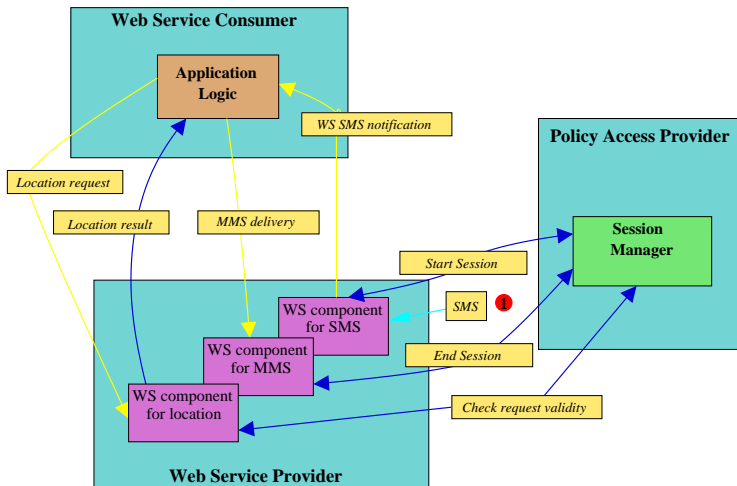 Web Service Consumer
Application
Logic
WS SMS notification
Policy Access Provider
Location request
Location result
MMS delivery
Session
Manager
Start Session
SMS
1
WS component
for SMS
WS component
for MMS
End Session
WS component
for location
Check request validity
Web Service Provider